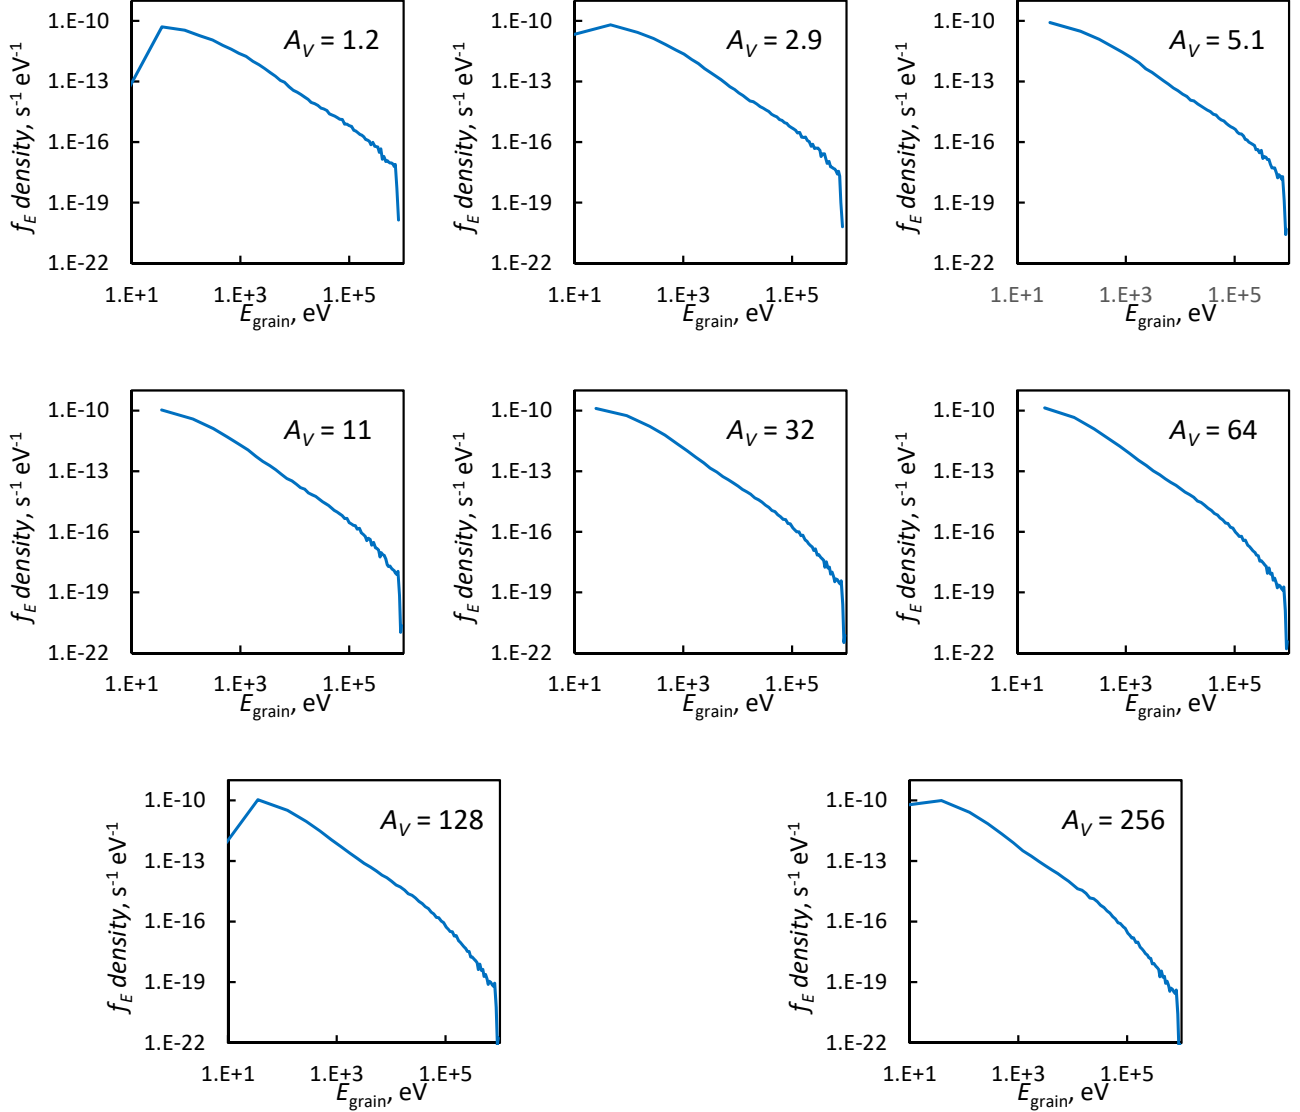 A_V = 1.2
f_E density, s⁻¹ eV⁻¹
1.E-10
1.E-13
1.E-16
1.E-19
1.E-22
1.E+1 1.E+3 1.E+5
E_grain, eV
A_V = 2.9
f_E density, s⁻¹ eV⁻¹
1.E-10
1.E-13
1.E-16
1.E-19
1.E-22
1.E+1 1.E+3 1.E+5
E_grain, eV
A_V = 5.1
f_E density, s⁻¹ eV⁻¹
1.E-10
1.E-13
1.E-16
1.E-19
1.E-22
1.E+1 1.E+3 1.E+5
E_grain, eV
A_V = 11
f_E density, s⁻¹ eV⁻¹
1.E-10
1.E-13
1.E-16
1.E-19
1.E-22
1.E+1 1.E+3 1.E+5
E_grain, eV
A_V = 32
f_E density, s⁻¹ eV⁻¹
1.E-10
1.E-13
1.E-16
1.E-19
1.E-22
1.E+1 1.E+3 1.E+5
E_grain, eV
A_V = 64
f_E density, s⁻¹ eV⁻¹
1.E-10
1.E-13
1.E-16
1.E-19
1.E-22
1.E+1 1.E+3 1.E+5
E_grain, eV
A_V = 128
f_E density, s⁻¹ eV⁻¹
1.E-10
1.E-13
1.E-16
1.E-19
1.E-22
1.E+1 1.E+3 1.E+5
E_grain, eV
A_V = 256
f_E density, s⁻¹ eV⁻¹
1.E-10
1.E-13
1.E-16
1.E-19
1.E-22
1.E+1 1.E+3 1.E+5
E_grain, eV